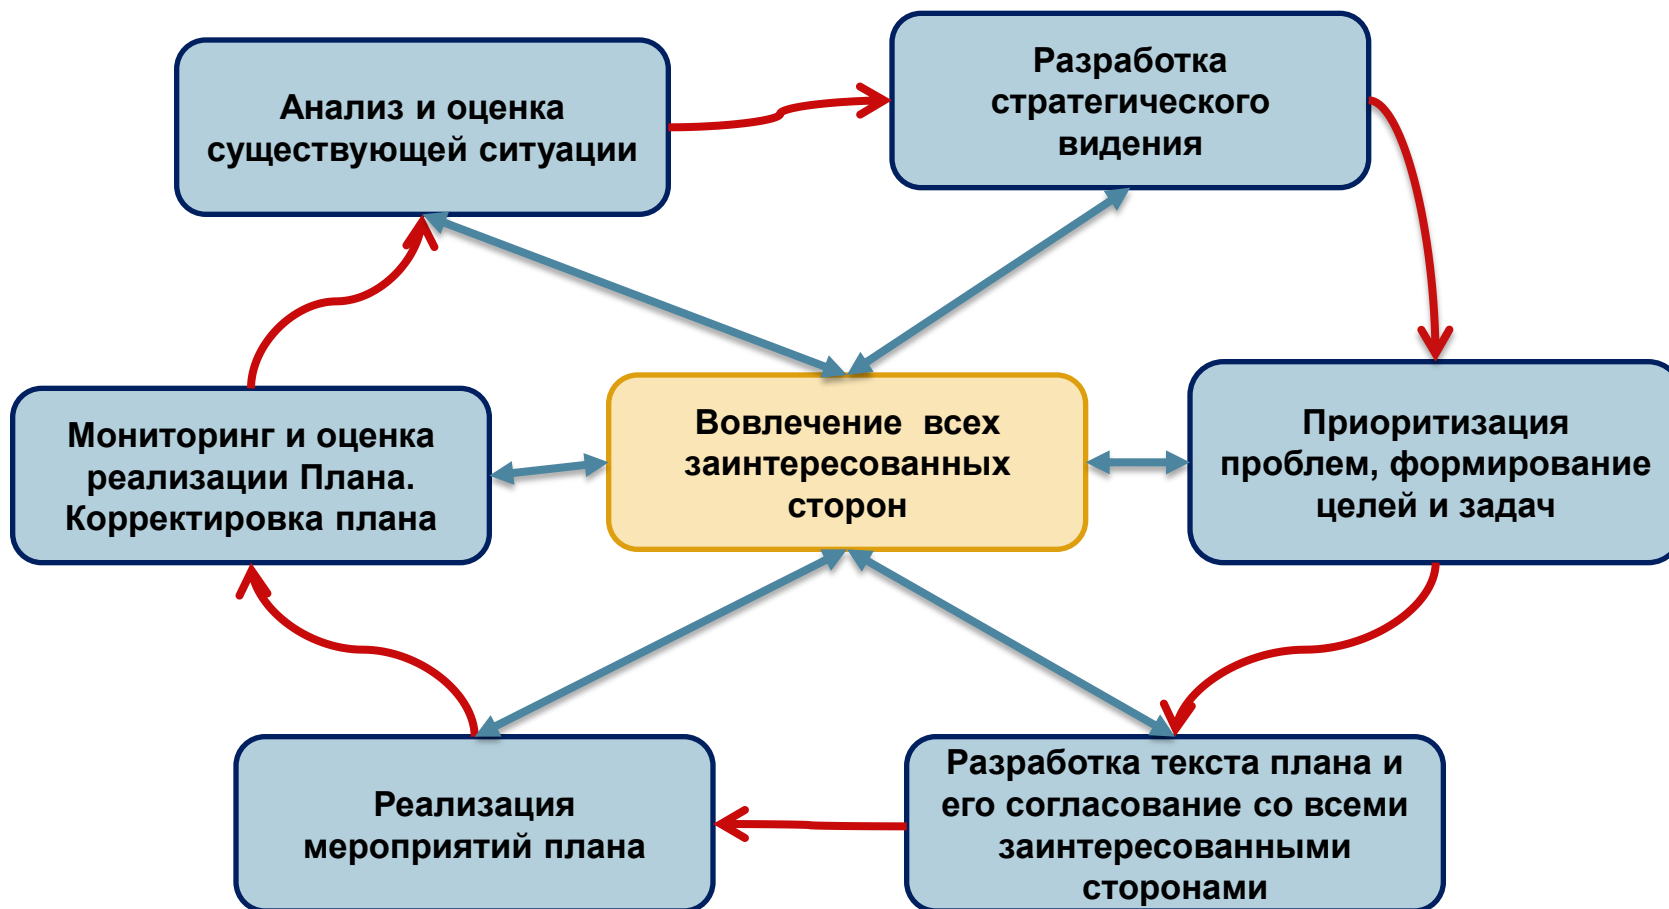 Анализ и оценка
существующей ситуации
Разработка
стратегического
видения
Мониторинг и оценка
реализации Плана.
Корректировка плана
Вовлечение всех
заинтересованных
сторон
Приоритизация
проблем, формирование
целей и задач
Реализация
мероприятий плана
Разработка текста плана и
его согласование со всеми
заинтересованными
сторонами